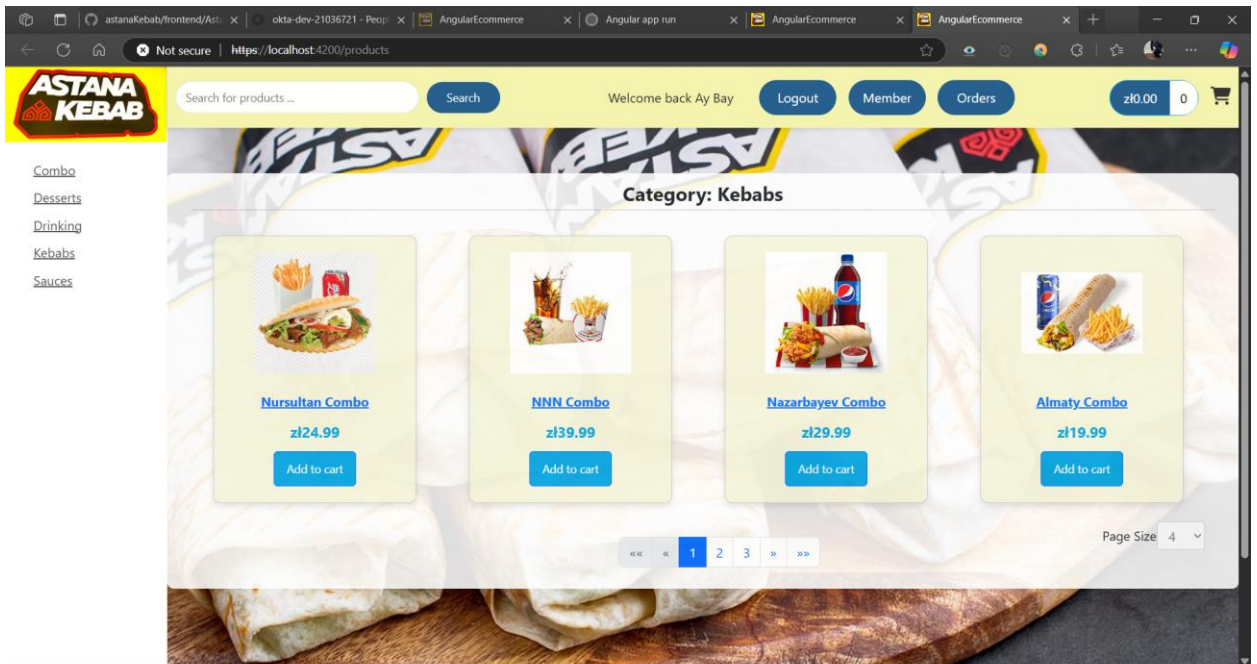 astanaKebab/frontend/Ast
okta-dev-21036721 - Peopl
AngularEcommerce
Angular app run
AngularEcommerce
AngularEcommerce
Not secure
https://localhost:4200/products
ASTANA
KEBAB
Search for products ...
Search
Welcome back Ay Bay
Logout
Member
Orders
zł0.00
0
Combo
Desserts
Drinking
Kebabs
Sauces
Category: Kebabs
Nursultan Combo
NNN Combo
Nazarbayev Combo
Almaty Combo
zł24.99
zł39.99
zł29.99
zł19.99
Add to cart
Add to cart
Add to cart
Add to cart
Page Size 4
«« « 1 2 3 » »»